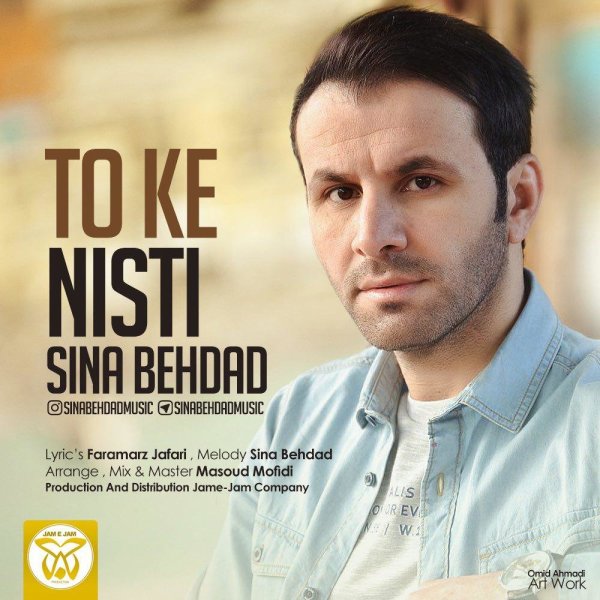 TO KE
NISTI
SINA BEHDAD
SINABEHDADMUSIC SINABEHDADMUSIC
Lyric's Faramarz Jafari , Melody Sina Behdad
Arrange , Mix & Master Masoud Mofidi
Production And Distribution Jame-Jam Company
JAM E JAM
Omid Ahmadi
Art Work